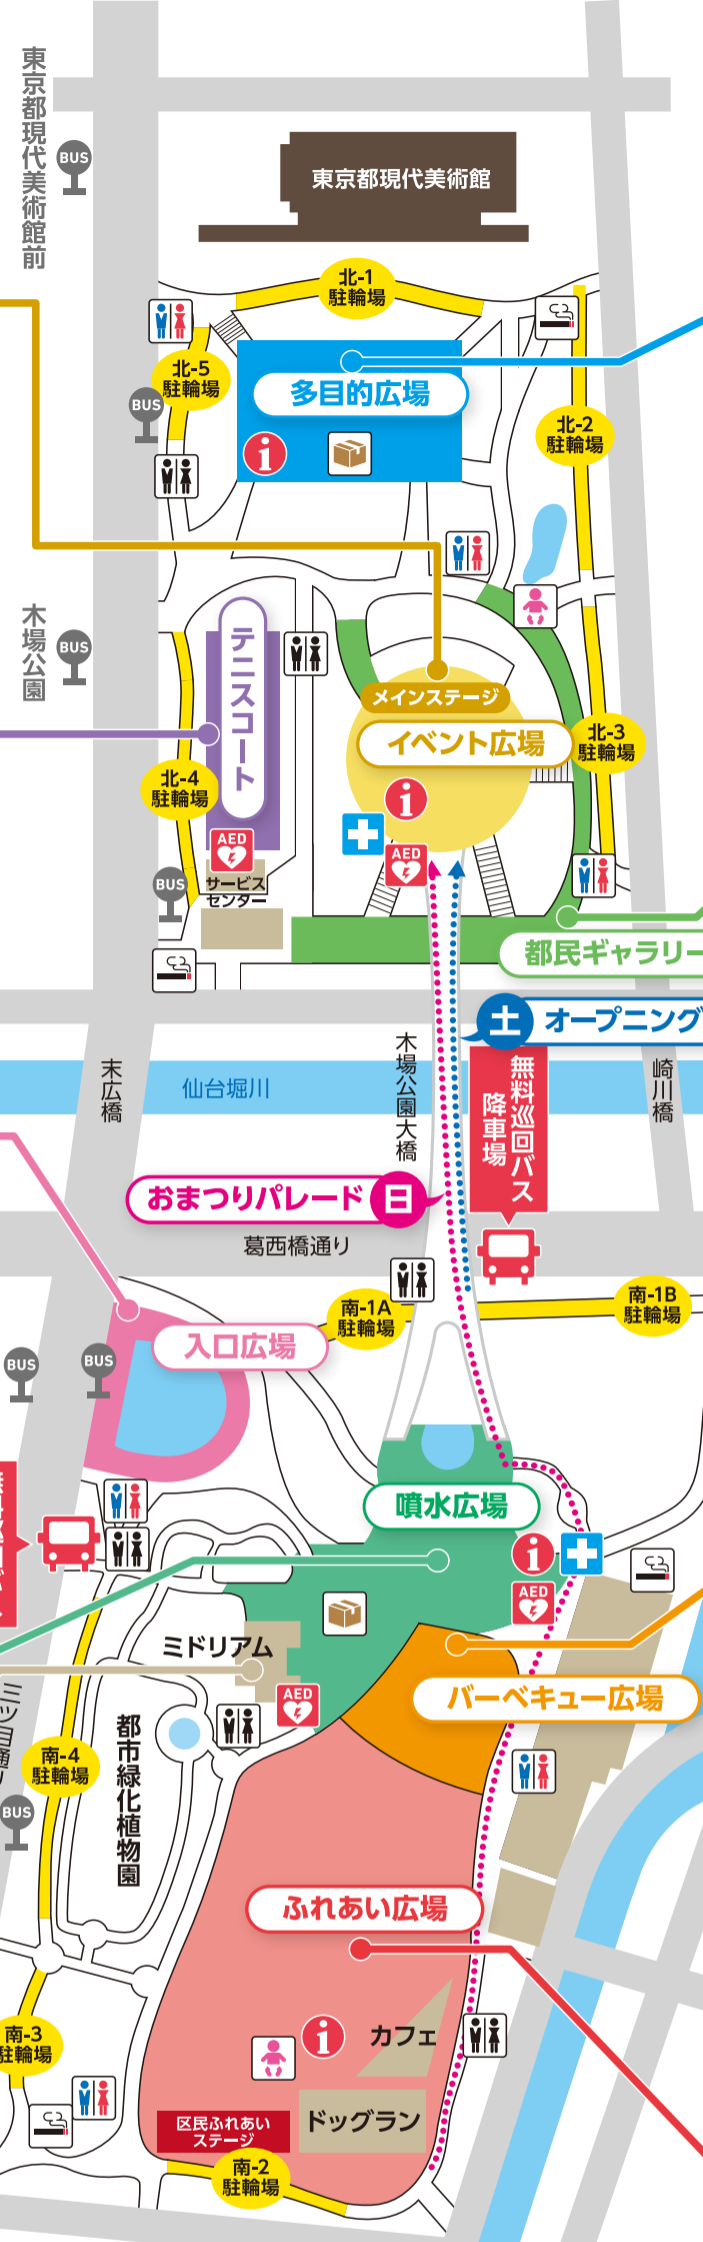 東京都現代美術館前
BUS
東京都現代美術館
北-1
駐輪場
北-5
駐輪場
BUS
多目的広場
i
北-2
駐輪場
木場公園
BUS
テニスコート
メインステージ
イベント広場
北-3
駐輪場
北-4
駐輪場
i
AED
AED
サービス
センター
BUS
都民ギャラリー
土 オープニング
末広橋
仙台堀川
木場公園大橋
無料巡回バス
降車場
崎川橋
おまつりパレード 日
葛西橋通り
南-1A
駐輪場
南-1B
駐輪場
入口広場
BUS
BUS
噴水広場
i
AED
ミドリアム
AED
バーベキュー広場
三ツ目通り
都市緑化植物園
南-4
駐輪場
BUS
ふれあい広場
南-3
駐輪場
i
カフェ
区民ふれあい
ステージ
ドッグラン
南-2
駐輪場